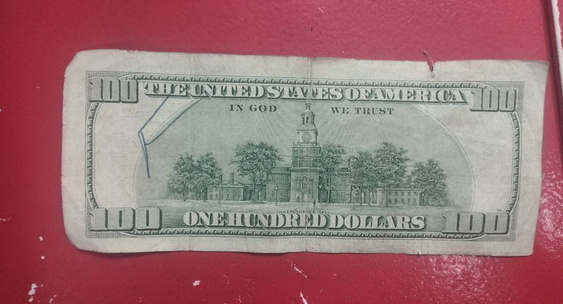 100 THE UNITED STATES OF AMERICA 100
IN GOD WE TRUST
100 ONE HUNDRED DOLLARS 100